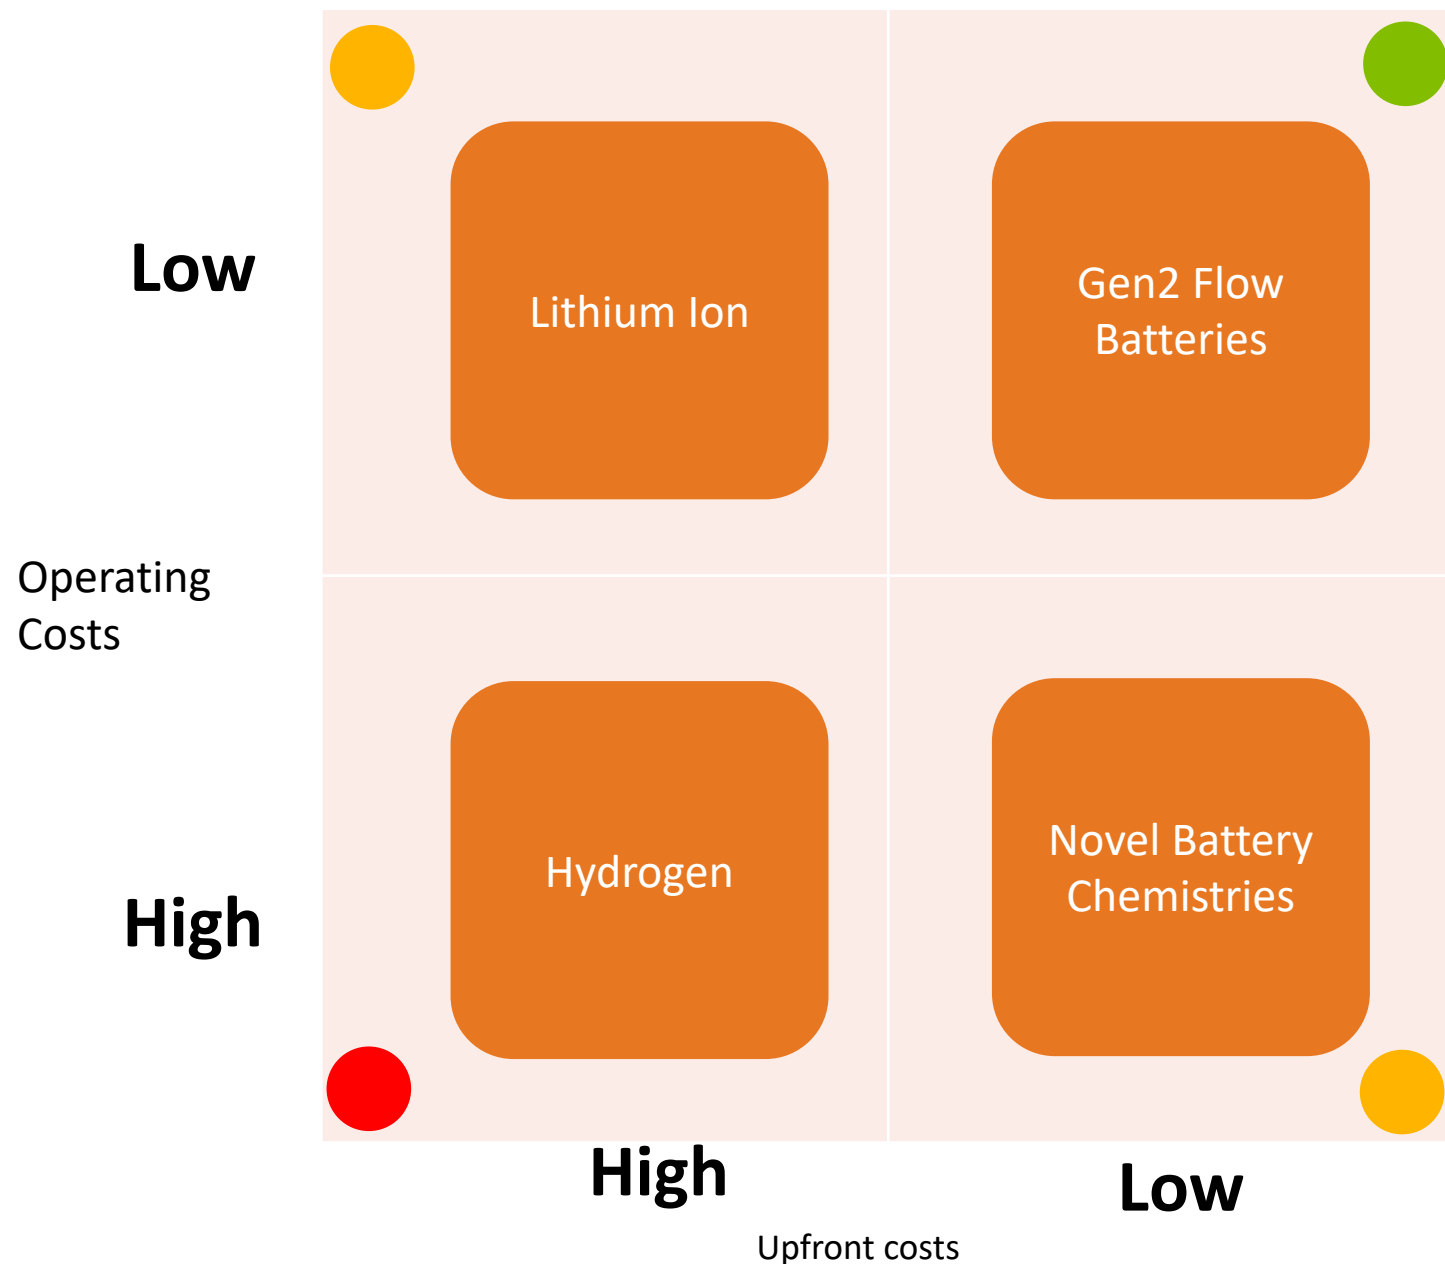 Low
Lithium Ion
Gen2 Flow
Batteries
Operating
Costs
High
Hydrogen
Novel Battery
Chemistries
High
Low
Upfront costs